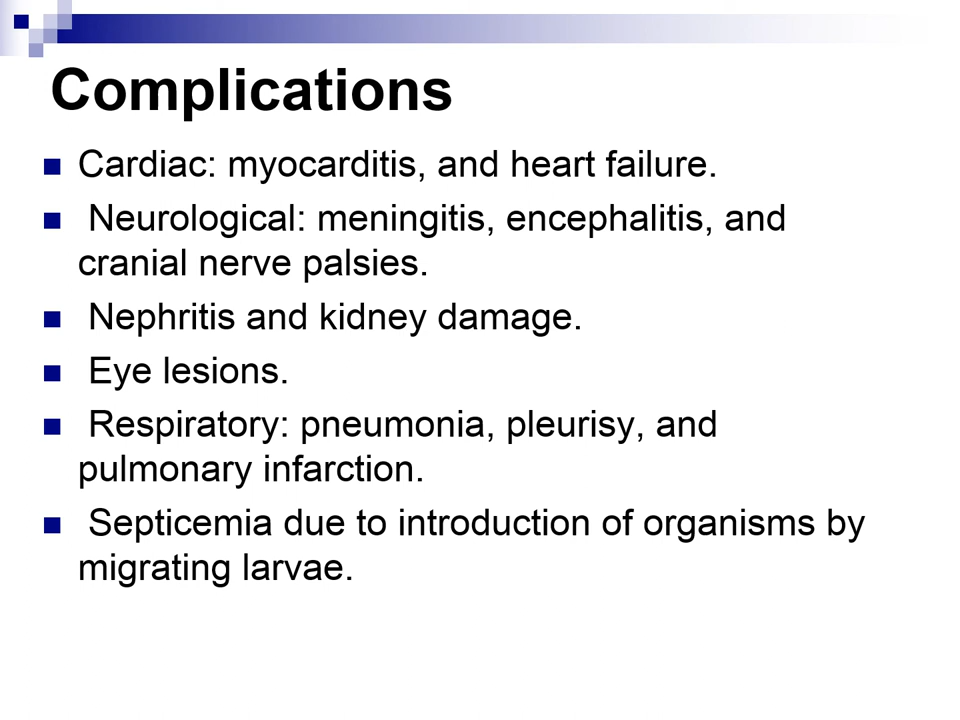 Complications
Cardiac: myocarditis, and heart failure.
Neurological: meningitis, encephalitis, and
cranial nerve palsies.
Nephritis and kidney damage.
Eye lesions.
Respiratory: pneumonia, pleurisy, and
pulmonary infarction.
Septicemia due to introduction of organisms by
migrating larvae.